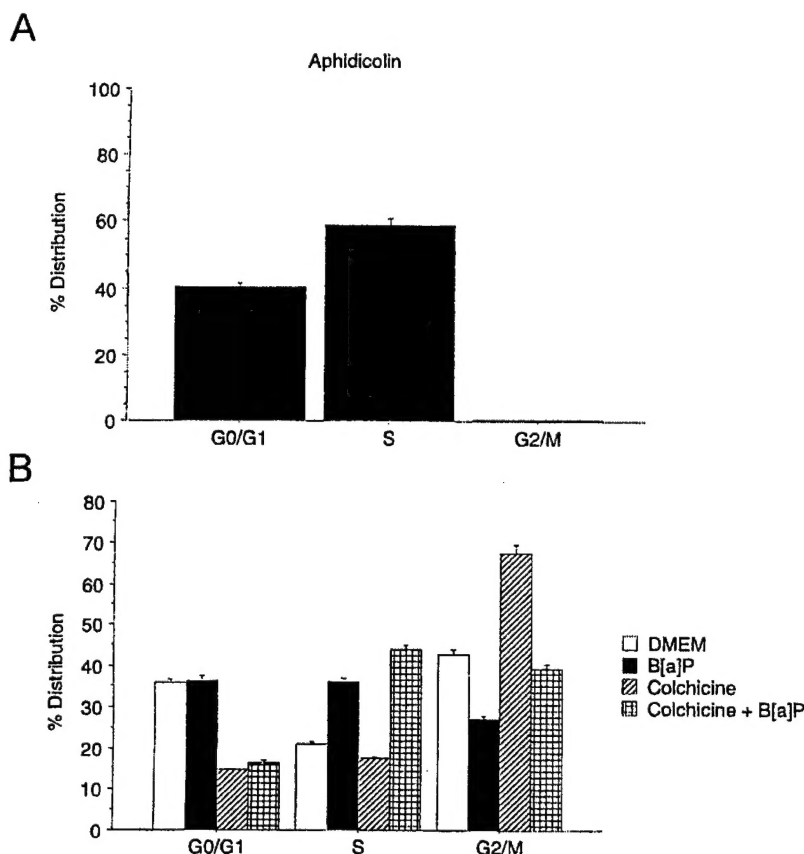 A
Aphidicolin
% Distribution
100
80
60
40
20
0
G0/G1 S G2/M
B
% Distribution
80
70
60
50
40
30
20
10
0
G0/G1 S G2/M
DMEM
B[a]P
Colchicine
Colchicine + B[a]P